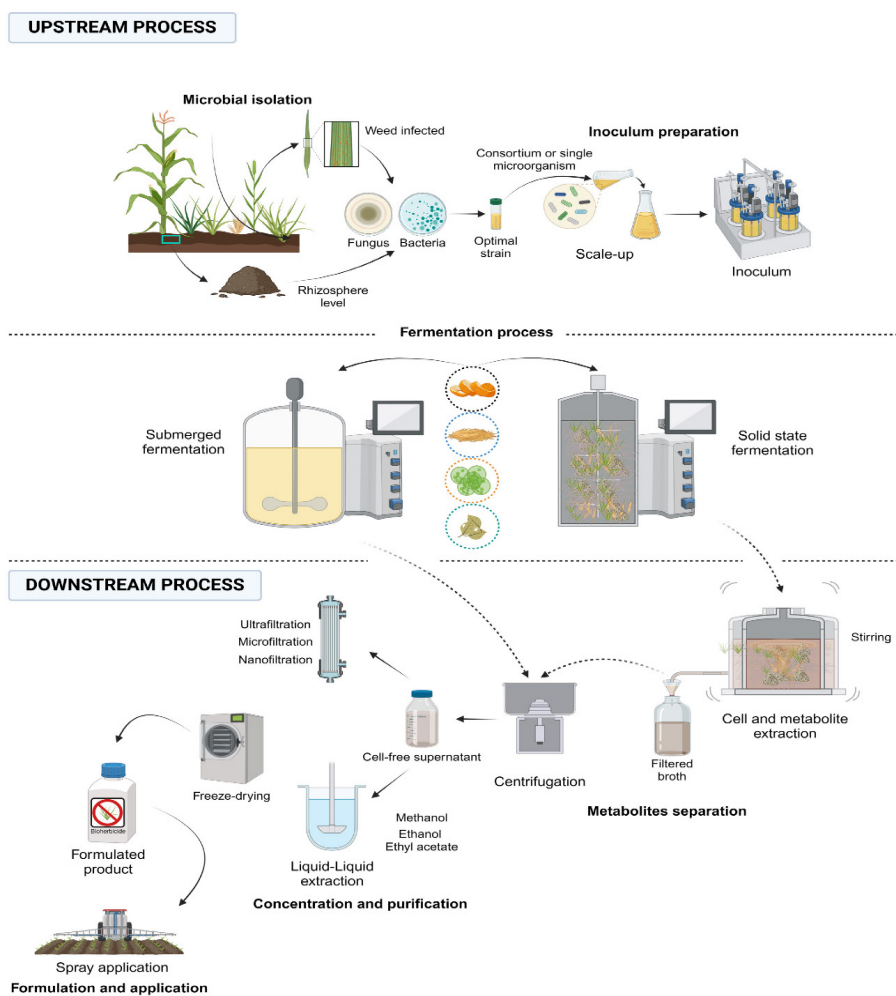 UPSTREAM PROCESS
Microbial isolation
Weed infected
Fungus
Bacteria
Rhizosphere
level
Optimal
strain
Inoculum preparation
Consortium or single
microorganism
Scale-up
Inoculum
Fermentation process
Submerged
fermentation
Solid state
fermentation
DOWNSTREAM PROCESS
Ultrafiltration
Microfiltration
Nanofiltration
Stirring
Cell and metabolite
extraction
Filtered
broth
Metabolites separation
Centrifugation
Cell-free supernatant
Methanol
Ethanol
Ethyl acetate
Liquid-Liquid
extraction
Concentration and purification
Freeze-drying
Bioherbicide
Formulated
product
Spray application
Formulation and application